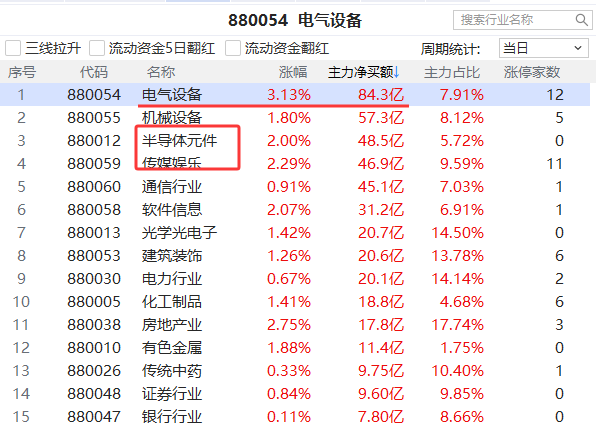 880054 电气设备
搜索行业名称
三线拉升 流动资金5日翻红 流动资金翻红 周期统计: 当日
序号 代码 名称 涨幅 主力净买额↓ 主力占比 涨停家数
1 880054 电气设备 3.13% 84.3亿 7.91% 12
2 880055 机械设备 1.80% 57.3亿 8.12% 5
3 880012 半导体元件 2.00% 48.5亿 5.72% 0
4 880059 传媒娱乐 2.29% 46.9亿 9.59% 11
5 880060 通信行业 0.91% 45.1亿 7.03% 1
6 880058 软件信息 2.07% 31.2亿 6.91% 1
7 880013 光学光电子 1.42% 20.7亿 14.50% 0
8 880053 建筑装饰 1.26% 20.6亿 13.78% 6
9 880030 电力行业 0.67% 20.1亿 14.14% 2
10 880005 化工制品 1.41% 18.8亿 4.68% 6
11 880038 房地产业 2.75% 17.8亿 17.74% 3
12 880010 有色金属 1.88% 11.4亿 1.75% 0
13 880026 传统中药 0.33% 9.75亿 10.40% 1
14 880048 证券行业 0.84% 9.60亿 9.85% 0
15 880047 银行行业 0.11% 7.80亿 8.66% 0